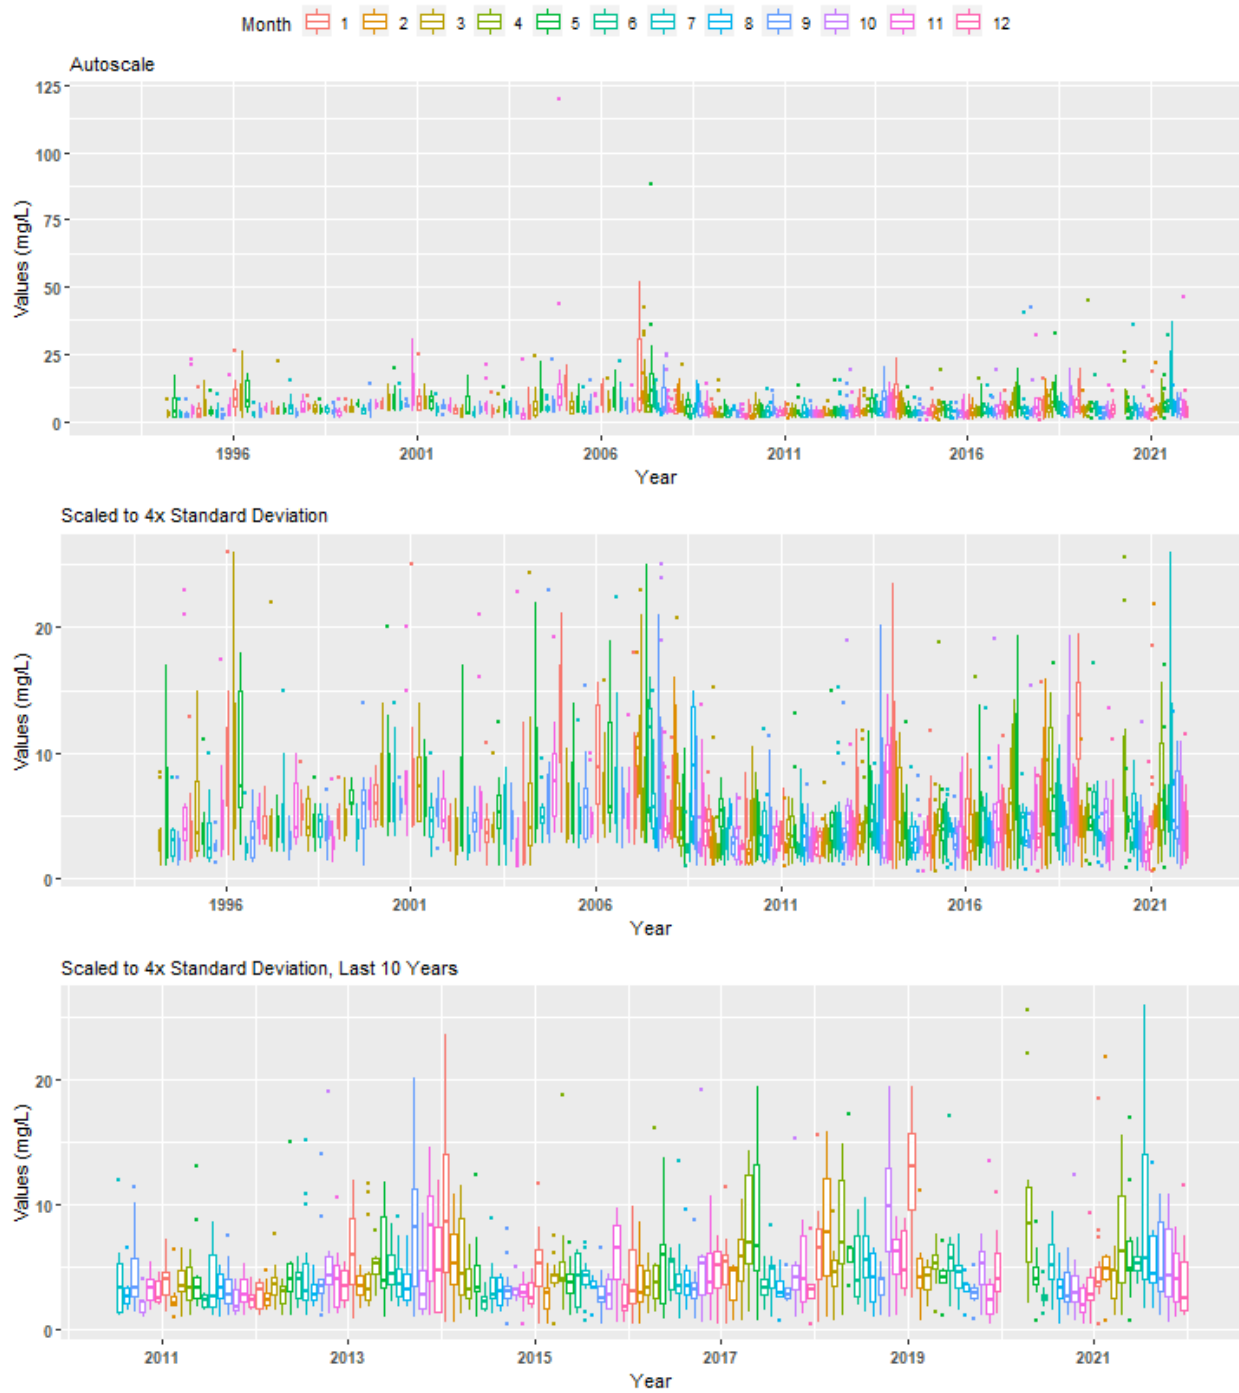 Month 1 2 3 4 5 6 7 8 9 10 11 12
Autoscale
125
100
75
50
25
0
Values (mg/L)
1996 2001 2006 2011 2016 2021
Year
Scaled to 4x Standard Deviation
20
10
0
Values (mg/L)
1996 2001 2006 2011 2016 2021
Year
Scaled to 4x Standard Deviation, Last 10 Years
20
10
0
Values (mg/L)
2011 2013 2015 2017 2019 2021
Year